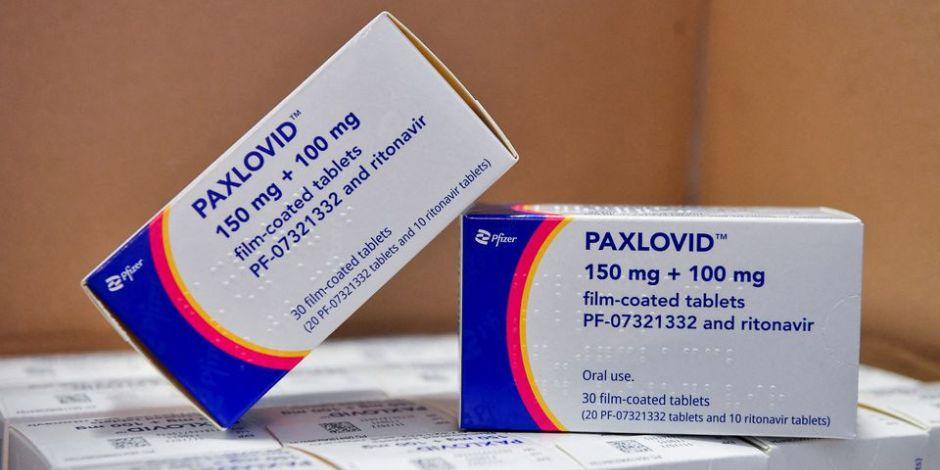 PAXLOVID™
150 mg + 100 mg
film-coated tablets
PF-07321332 and ritonavir
30 film-coated tablets
(20 PF-07321332 tablets and 10 ritonavir tablets)
Pfizer
Pfizer
PAXLOVID™
150 mg + 100 mg
film-coated tablets
PF-07321332 and ritonavir
Oral use.
30 film-coated tablets
(20 PF-07321332 tablets and 10 ritonavir tablets)
PAXLOVID™